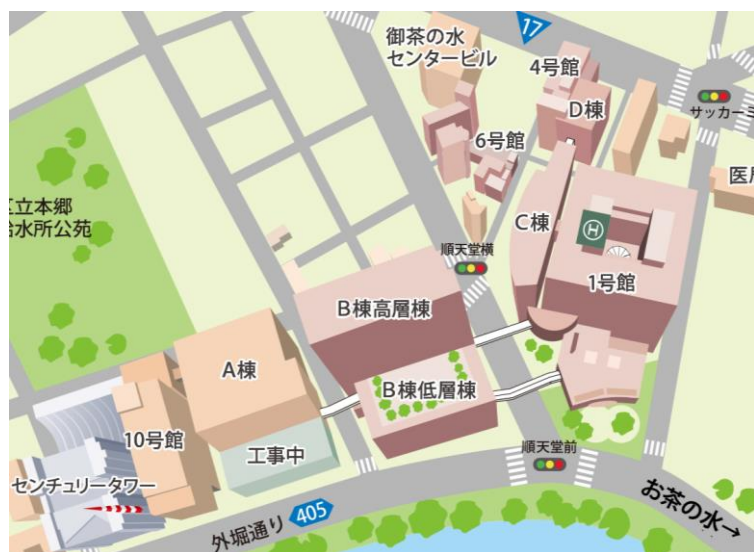 御茶の水
センタービル
17
4号館
D棟
サッカーミ
6号館
立本郷
給水所公苑
C棟
H
医
順天堂横
1号館
B棟高層棟
A棟
B棟低層棟
10号館
工事中
順天堂前
センチュリータワー
お茶の水→
外堀通り 405